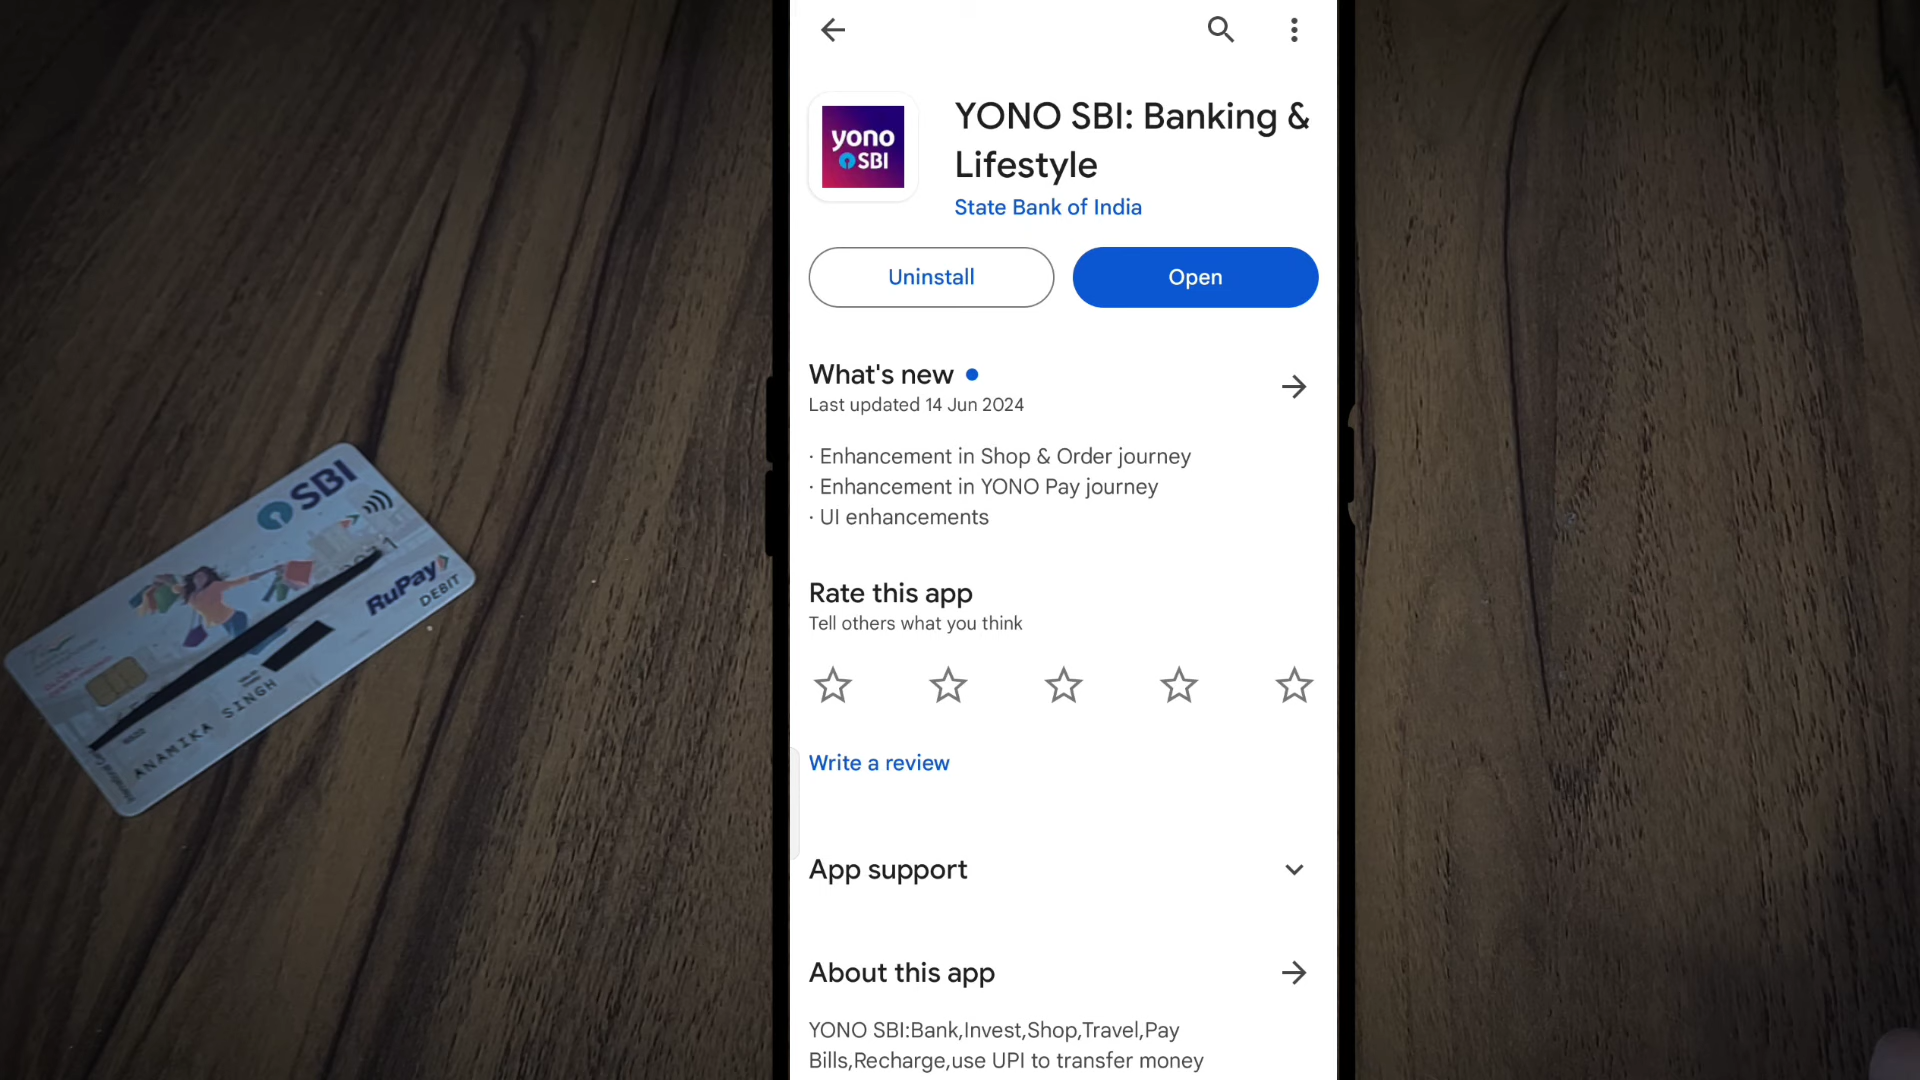 SBI
RuPay
DEBIT
ANAMIKA SINGH
yono
SBI
YONO SBI: Banking &
Lifestyle
State Bank of India
Uninstall
Open
What's new
Last updated 14 Jun 2024
· Enhancement in Shop & Order journey
· Enhancement in YONO Pay journey
· UI enhancements
Rate this app
Tell others what you think
Write a review
App support
About this app
YONO SBI:Bank,Invest,Shop,Travel,Pay
Bills,Recharge,use UPI to transfer money